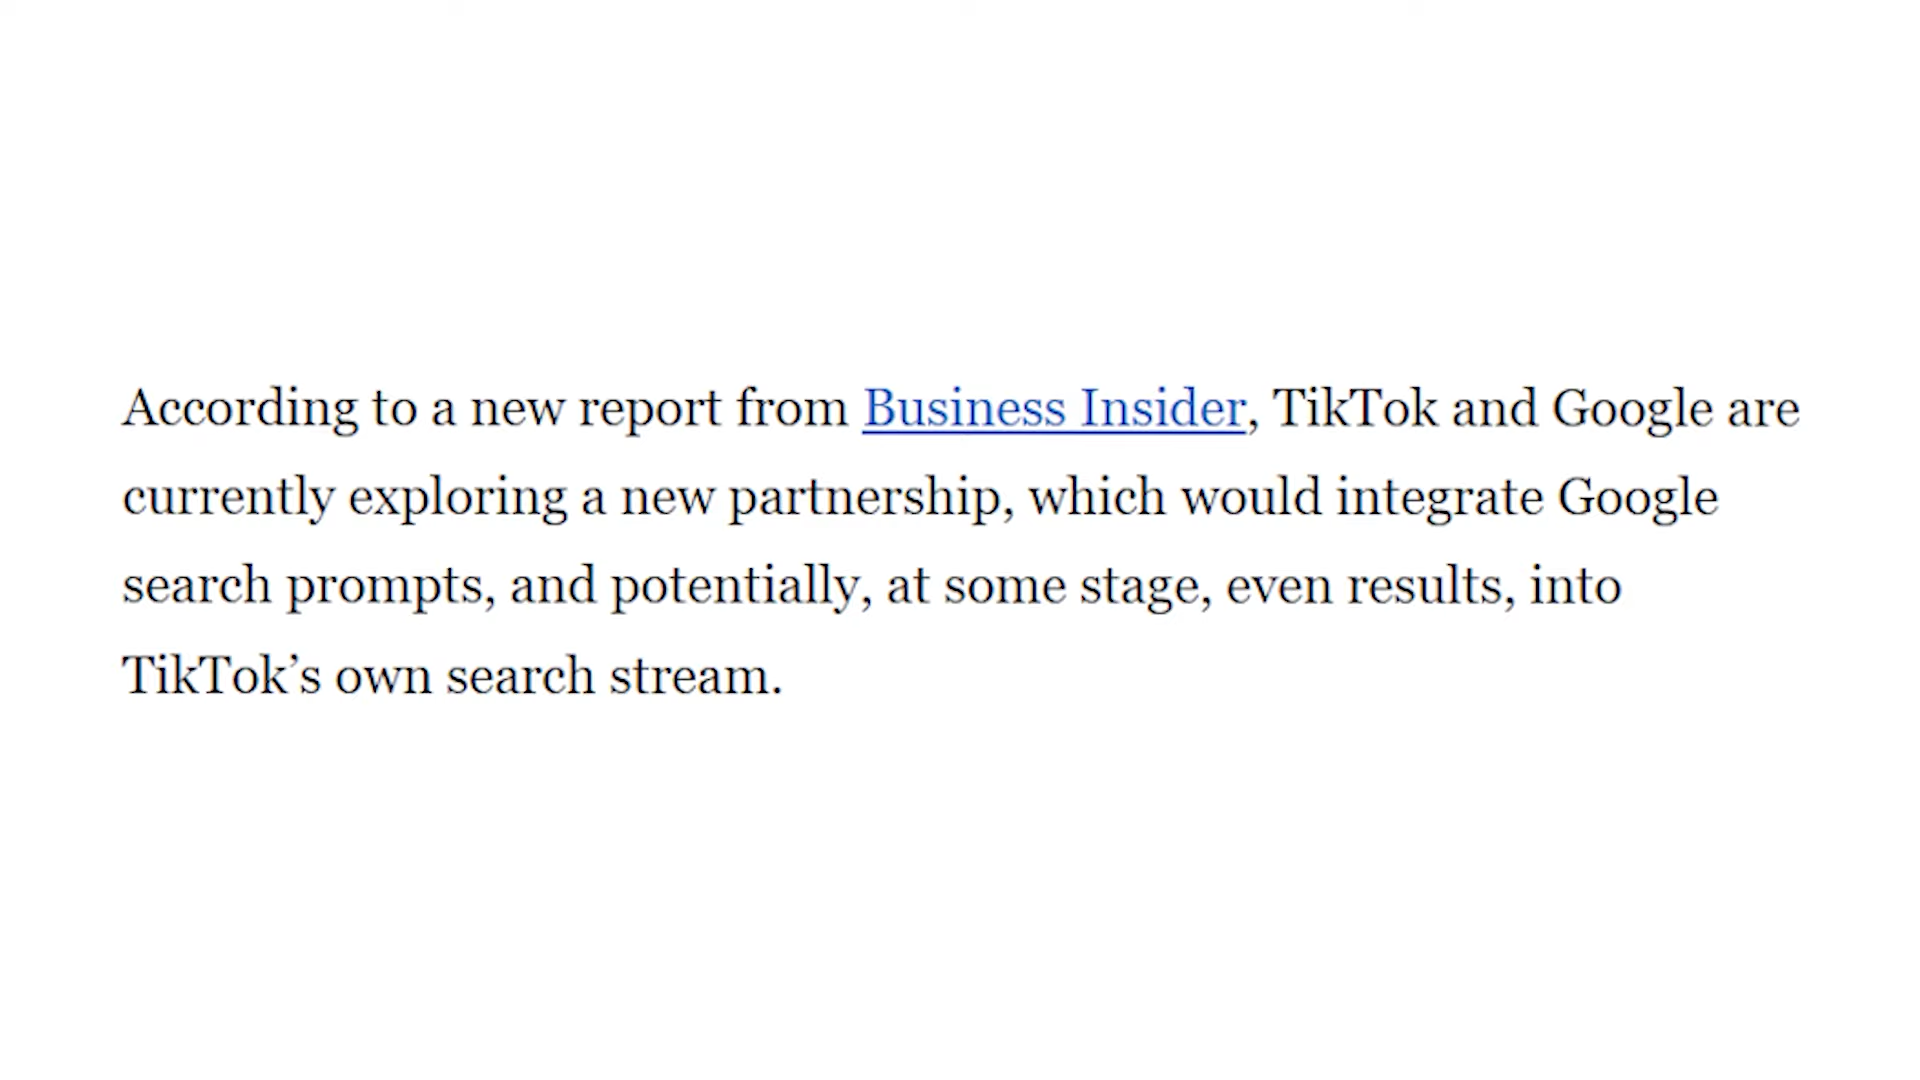 According to a new report from Business Insider, TikTok and Google are
currently exploring a new partnership, which would integrate Google
search prompts, and potentially, at some stage, even results, into
TikTok’s own search stream.